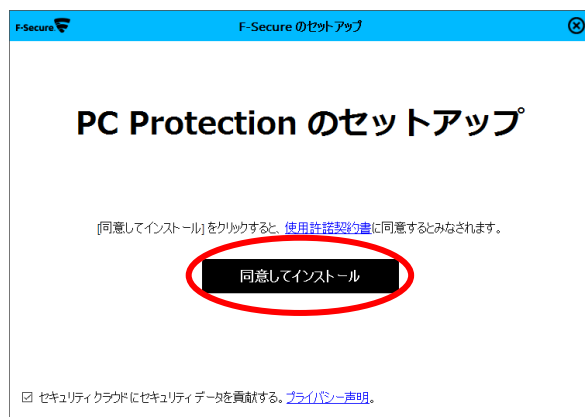 F-Secure
F-Secure のセットアップ
PC Protection のセットアップ
[同意してインストール] をクリックすると、使用許諾契約書に同意するとみなされます。
同意してインストール
セキュリティ クラウドにセキュリティ データを貢献する。プライバシー声明。